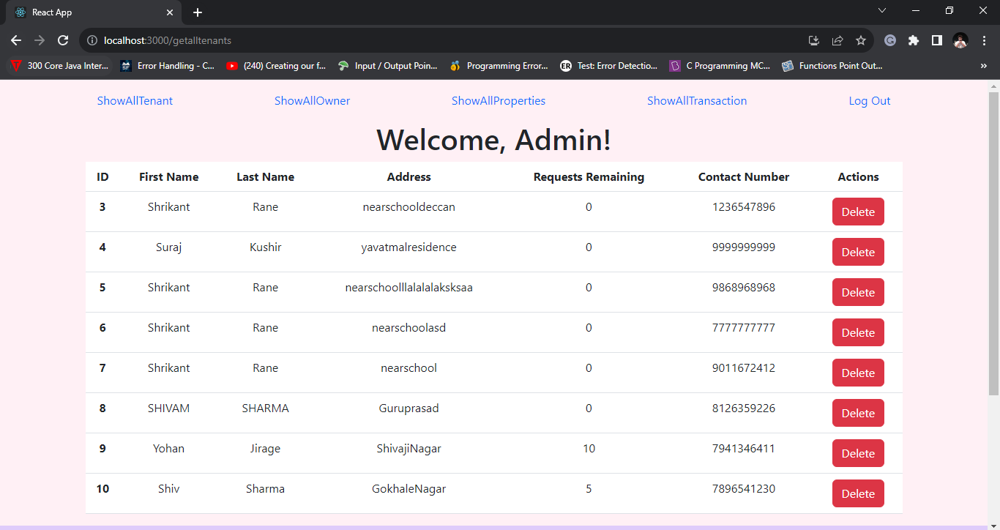 React App
localhost:3000/getalltenants
300 Core Java Inter... Error Handling - C... (240) Creating our f... Input / Output Poin... Programming Error... ER Test: Error Detectio... C Programming MC... Functions Point Out... »
ShowAllTenant ShowAllOwner ShowAllProperties ShowAllTransaction Log Out
Welcome, Admin!
ID First Name Last Name Address Requests Remaining Contact Number Actions
3 Shrikant Rane nearschooldeccan 0 1236547896 Delete
4 Suraj Kushir yavatmalresidence 0 9999999999 Delete
5 Shrikant Rane nearschoolllalalalaksksaa 0 9868968968 Delete
6 Shrikant Rane nearschoolasd 0 7777777777 Delete
7 Shrikant Rane nearschool 0 9011672412 Delete
8 SHIVAM SHARMA Guruprasad 0 8126359226 Delete
9 Yohan Jirage ShivajiNagar 10 7941346411 Delete
10 Shiv Sharma GokhaleNagar 5 7896541230 Delete